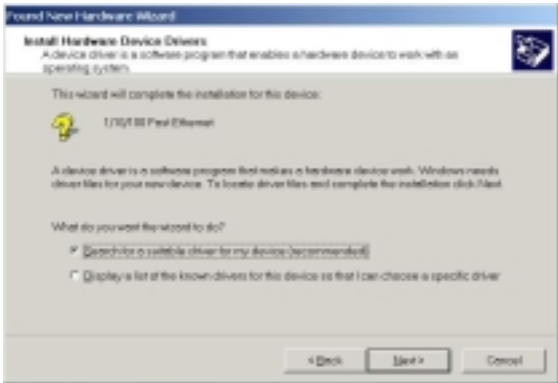 Found New Hardware Wizard
Install Hardware Device Drivers
A device driver is a software program that enables a hardware device to work with an
operating system.
This wizard will complete the installation for this device:
1/10/100 Fast Ethernet
A device driver is a software program that makes a hardware device work. Windows needs
driver files for your new device. To locate driver files and complete the installation click Next.
What do you want the wizard to do?
Search for a suitable driver for my device (recommended)
Display a list of the known drivers for this device so that I can choose a specific driver
< Back Next > Cancel